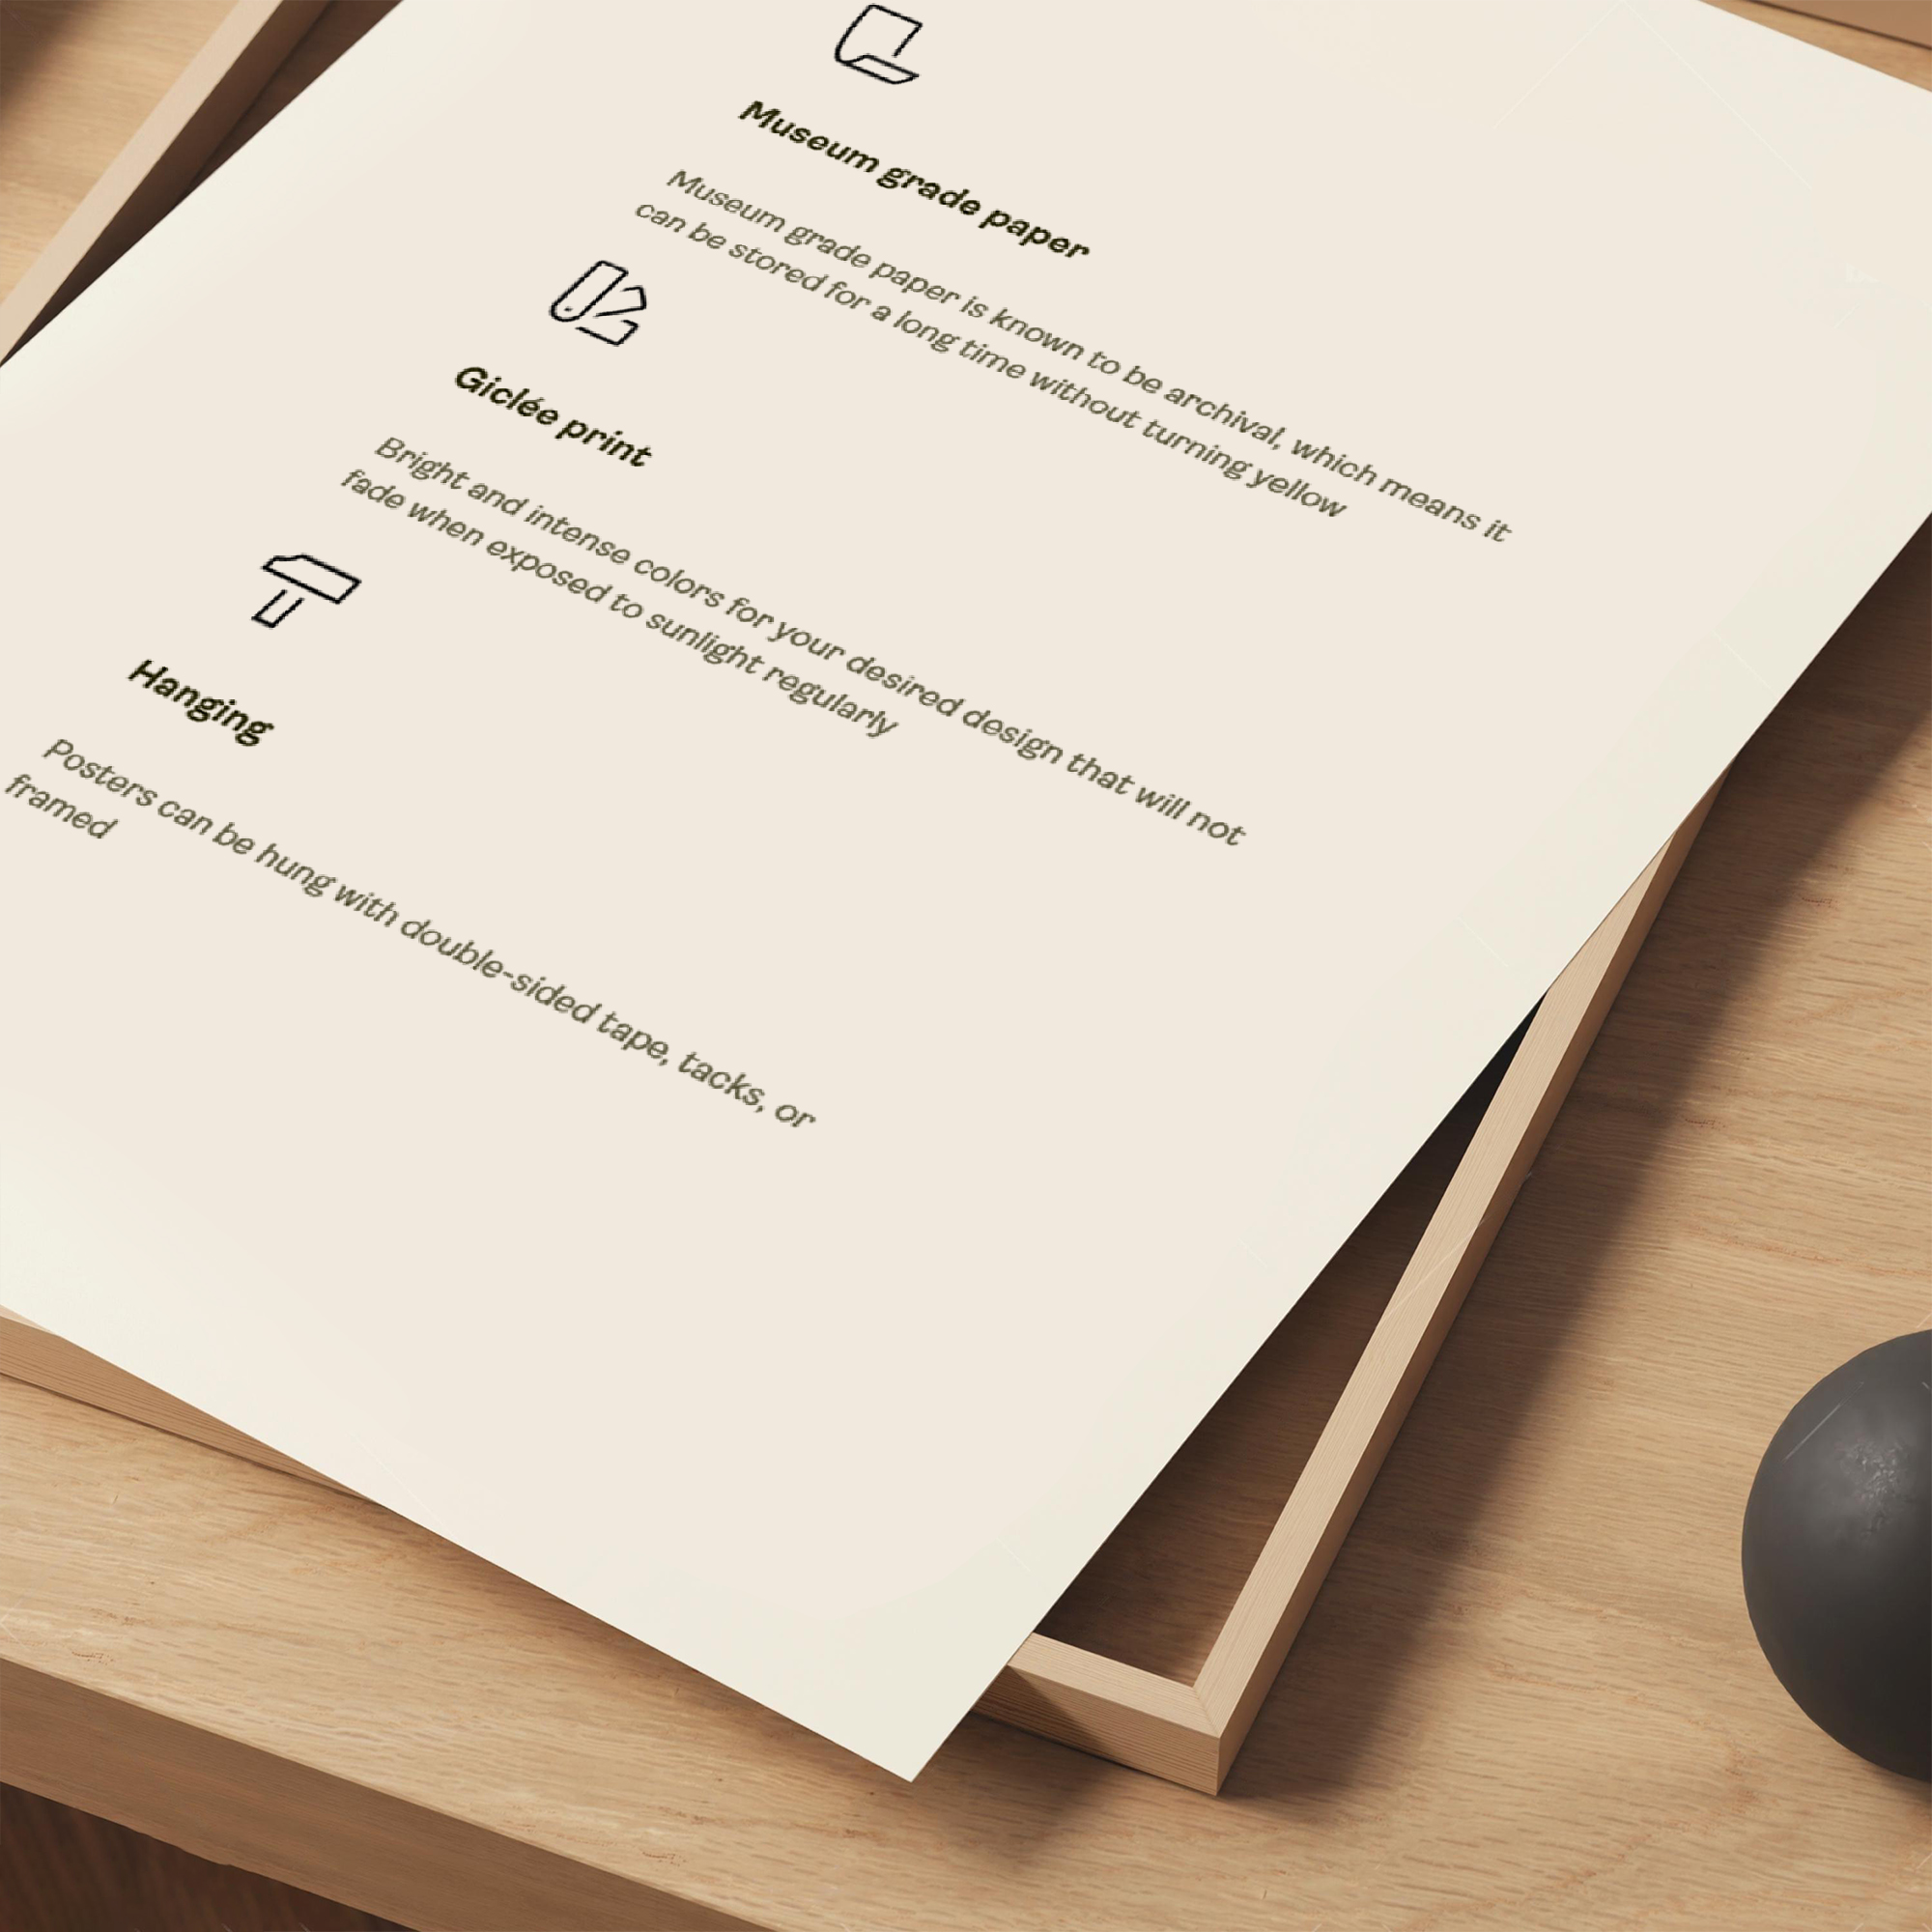 Museum grade paper
Museum grade paper is known to be archival, which means it
can be stored for a long time without turning yellow
Giclée print
Bright and intense colors for your desired design that will not
fade when exposed to sunlight regularly
Hanging
Posters can be hung with double-sided tape, tacks, or
framed